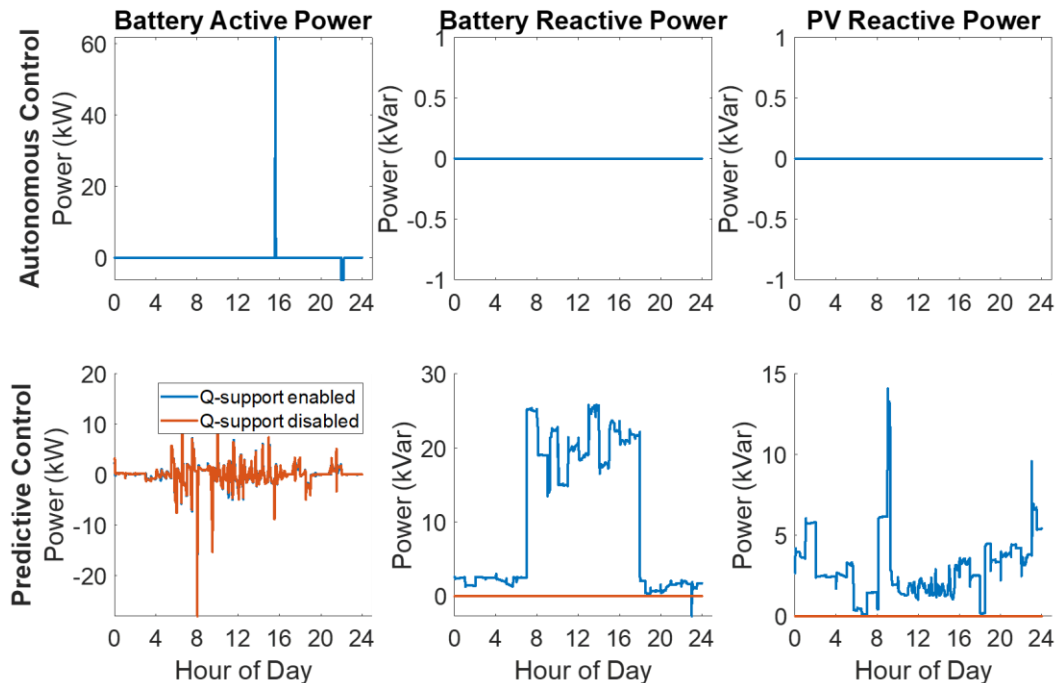 Battery Active Power
Battery Reactive Power
PV Reactive Power
Autonomous Control
Power (kW)
60
40
20
0
0 4 8 12 16 20 24
Power (kVar)
1
0.5
0
-0.5
-1
0 4 8 12 16 20 24
Power (kVar)
1
0.5
0
-0.5
-1
0 4 8 12 16 20 24
Predictive Control
Power (kW)
20
10
0
-10
-20
Q-support enabled
Q-support disabled
0 4 8 12 16 20 24
Hour of Day
Power (kVar)
30
20
10
0
0 4 8 12 16 20 24
Hour of Day
Power (kVar)
15
10
5
0
0 4 8 12 16 20 24
Hour of Day